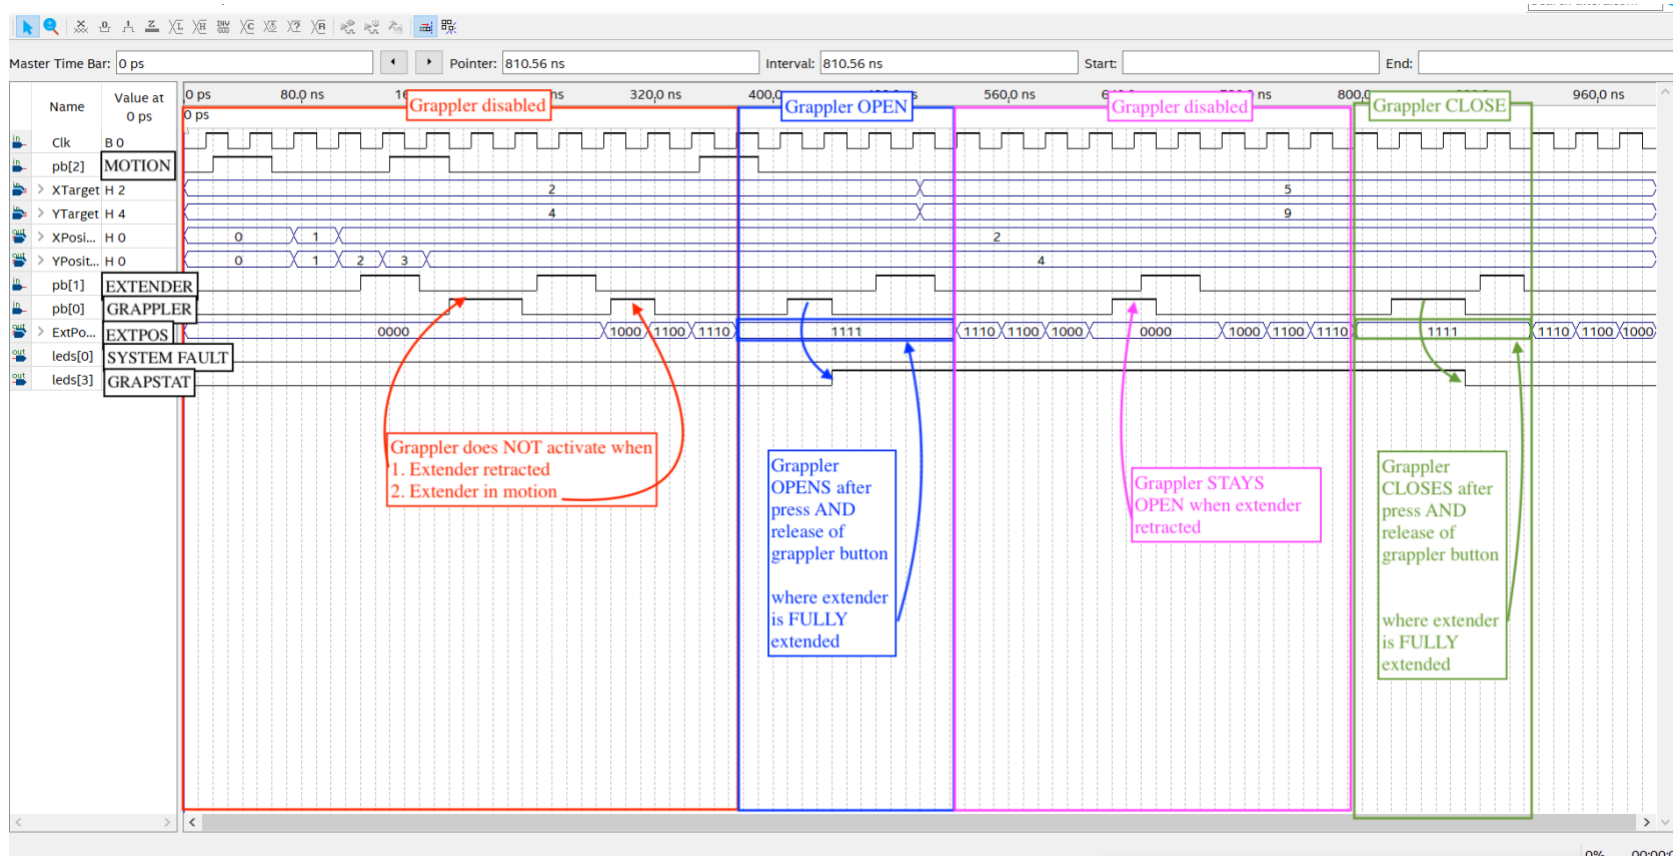 Master Time Bar: 0 ps Pointer: 810.56 ns Interval: 810.56 ns Start: End:
Name Value at 0 ps
0 ps 80.0 ns 320.0 ns 400.0 560.0 ns 960.0 ns
0 ps
Grappler disabled
Grappler OPEN
Grappler disabled
Grappler CLOSE
Clk B 0
pb[2] MOTION
XTarget H 2 2 5
YTarget H 4 4 9
XPosi... H 0 0 1 2
YPosit... H 0 0 1 2 3 4
pb[1] EXTENDER
pb[0] GRAPPLER
ExtPo... EXTPOS 0000 1000 1100 1110 1111 1110 1100 1000 0000 1000 1100 1110 1111 1110 1100 1000
leds[0] SYSTEM FAULT
leds[3] GRAPSTAT
Grappler does NOT activate when
1. Extender retracted
2. Extender in motion
Grappler
OPENS after
press AND
release of
grappler button
where extender
is FULLY
extended
Grappler STAYS
OPEN when extender
retracted
Grappler
CLOSES after
press AND
release of
grappler button
where extender
is FULLY
extended
0%